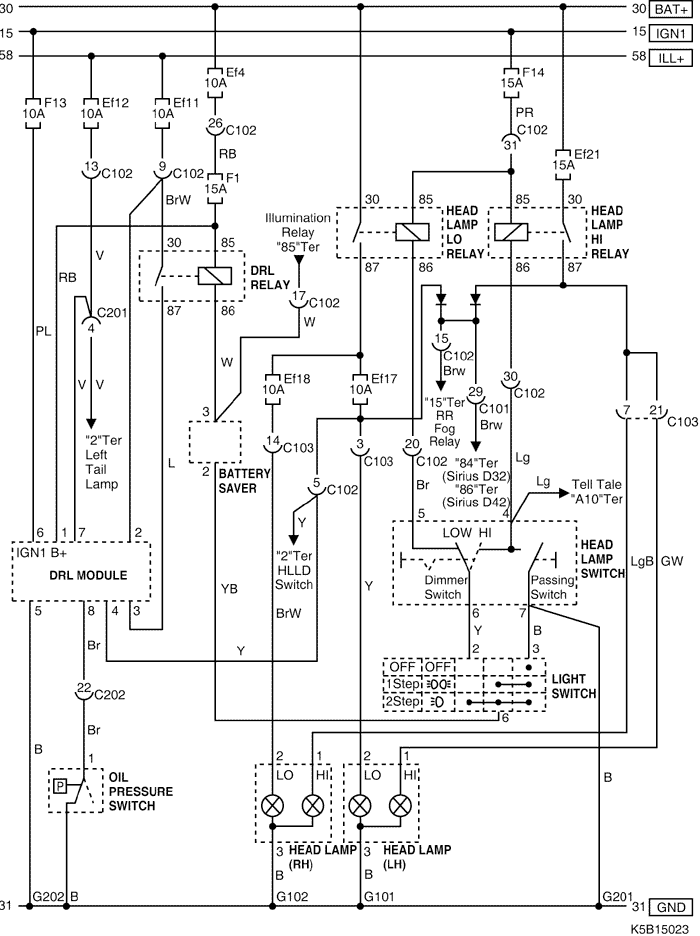 30 30 BAT+
15 15 IGN1
58 58 ILL+
F13
10A
Ef12
10A
Ef11
10A
Ef4
10A
F14
15A
PR
C102
31
26
C102
RB
13
C102
9
C102
BrW
F1
15A
Ef21
15A
30 85
HEAD
LAMP
LO
RELAY
87 86
85 30
HEAD
LAMP
HI
RELAY
86 87
Illumination
Relay
"85"Ter
17
C102
W
30 85
DRL
RELAY
87 86
V
RB
C201
4
PL
V V
"2"Ter
Left
Tail
Lamp
L
W
3
2
BATTERY
SAVER
Ef18
10A
Ef17
10A
14
C103
3
C103
5
C102
Y
"2"Ter
HLLD
Switch
BrW
15
C102
Brw
"15"Ter
RR
Fog
Relay
29
C101
Brw
"84"Ter
(Sirius D32)
"86"Ter
(Sirius D42)
30
C102
20
C102
Br
Lg
Lg
Tell Tale
"A10"Ter
7 21
C103
5 4
LOW HI
Dimmer
Switch
Passing
Switch
HEAD
LAMP
SWITCH
6 7
Y B
LgB GW
6 1 7 2
IGN1 B+
DRL MODULE
5 8 4 3
Br
YB
Y
Y
22
C202
Br
1
P
OIL
PRESSURE
SWITCH
B
2 3
OFF OFF
1Step
2Step
LIGHT
SWITCH
6
2 1
LO HI
2 1
LO HI
3
HEAD LAMP
(RH)
3
HEAD LAMP
(LH)
B
B
B
31 G202 B G102 G101 G201 31 GND
K5B15023